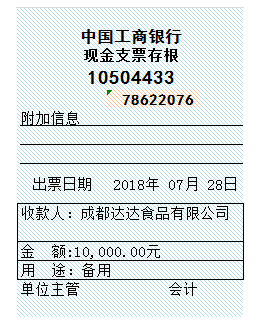 中国工商银行
现金支票存根
10504433
78622076
附加信息
出票日期 2018年 07月 28日
收款人：成都达达食品有限公司
金 额:10,000.00元
用 途：备用
单位主管 会计